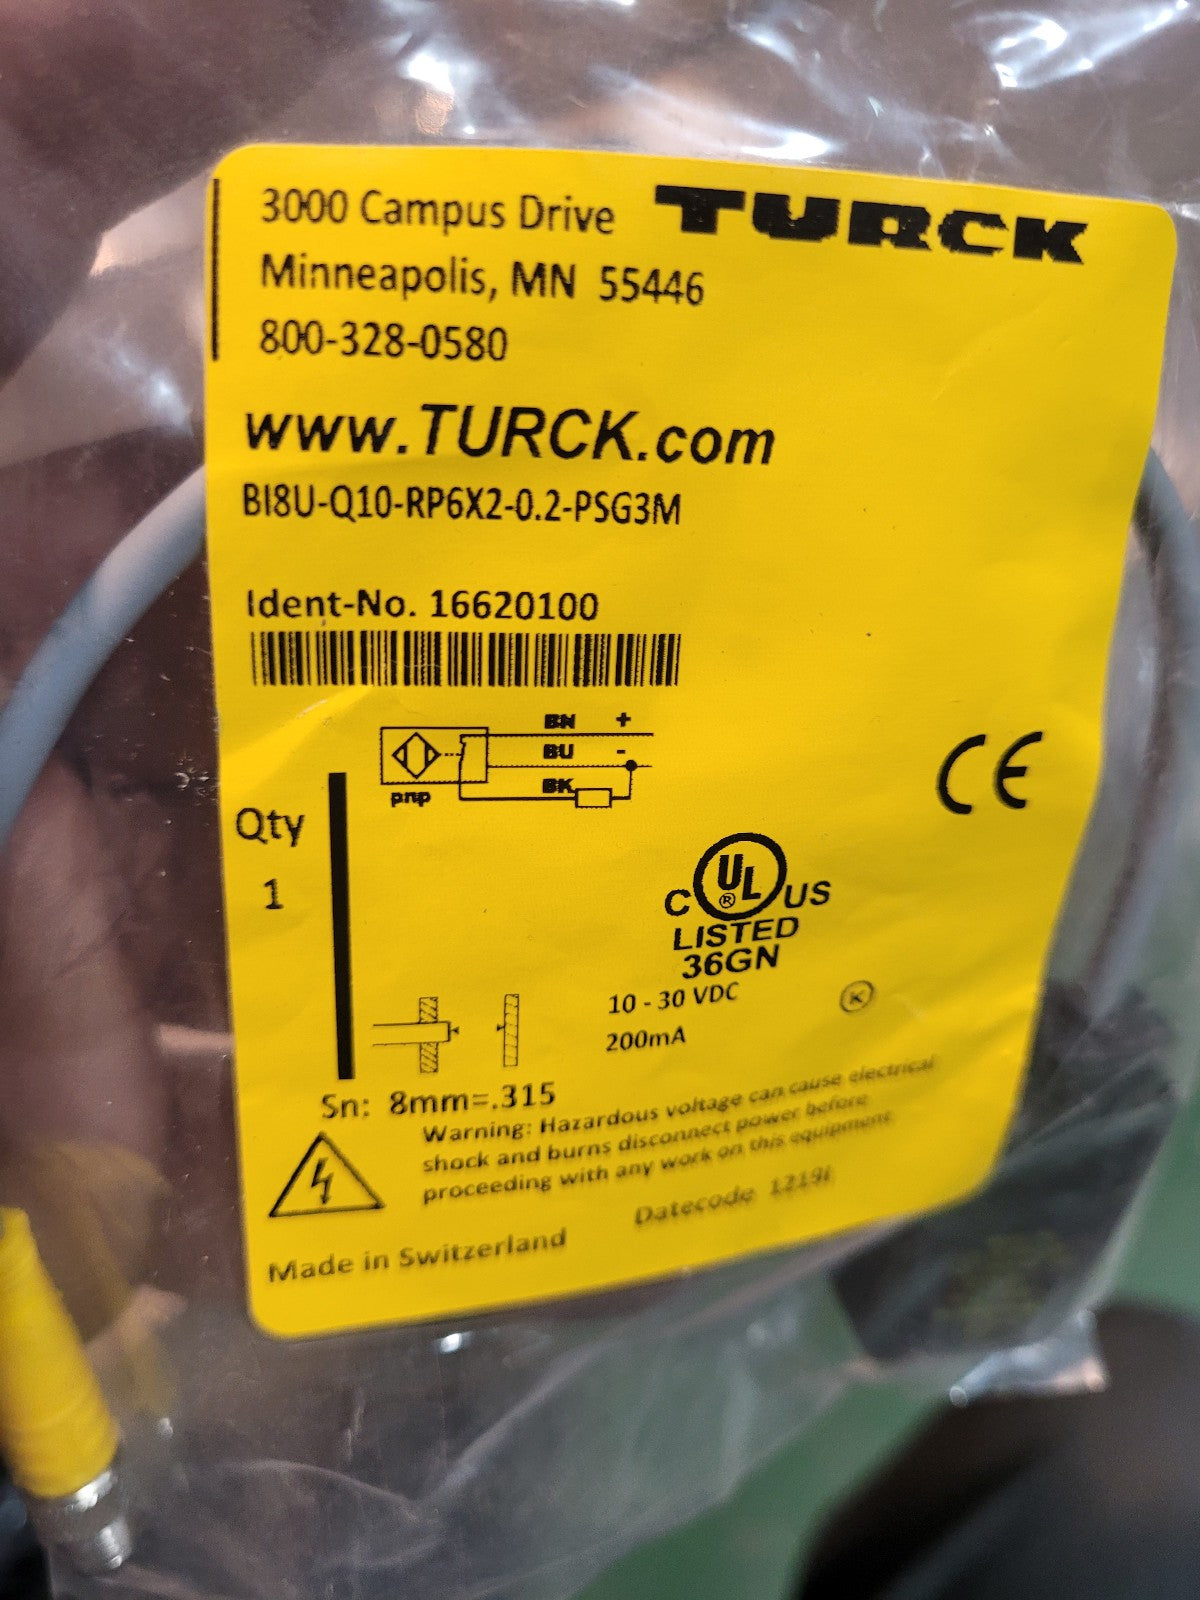 TURCK
3000 Campus Drive
Minneapolis, MN 55446
800-328-0580
www.TURCK.com
BI8U-Q10-RP6X2-0.2-PSG3M
Ident-No. 16620100
BN +
BU -
BK
pnp
Qty
1
CE
C UL ® US
LISTED
36GN
10 - 30 VDC
K
200mA
Sn: 8mm=.315
Warning: Hazardous voltage can cause electrical
shock and burns disconnect power before
proceeding with any work on this equipment
Datecode
Made in Switzerland